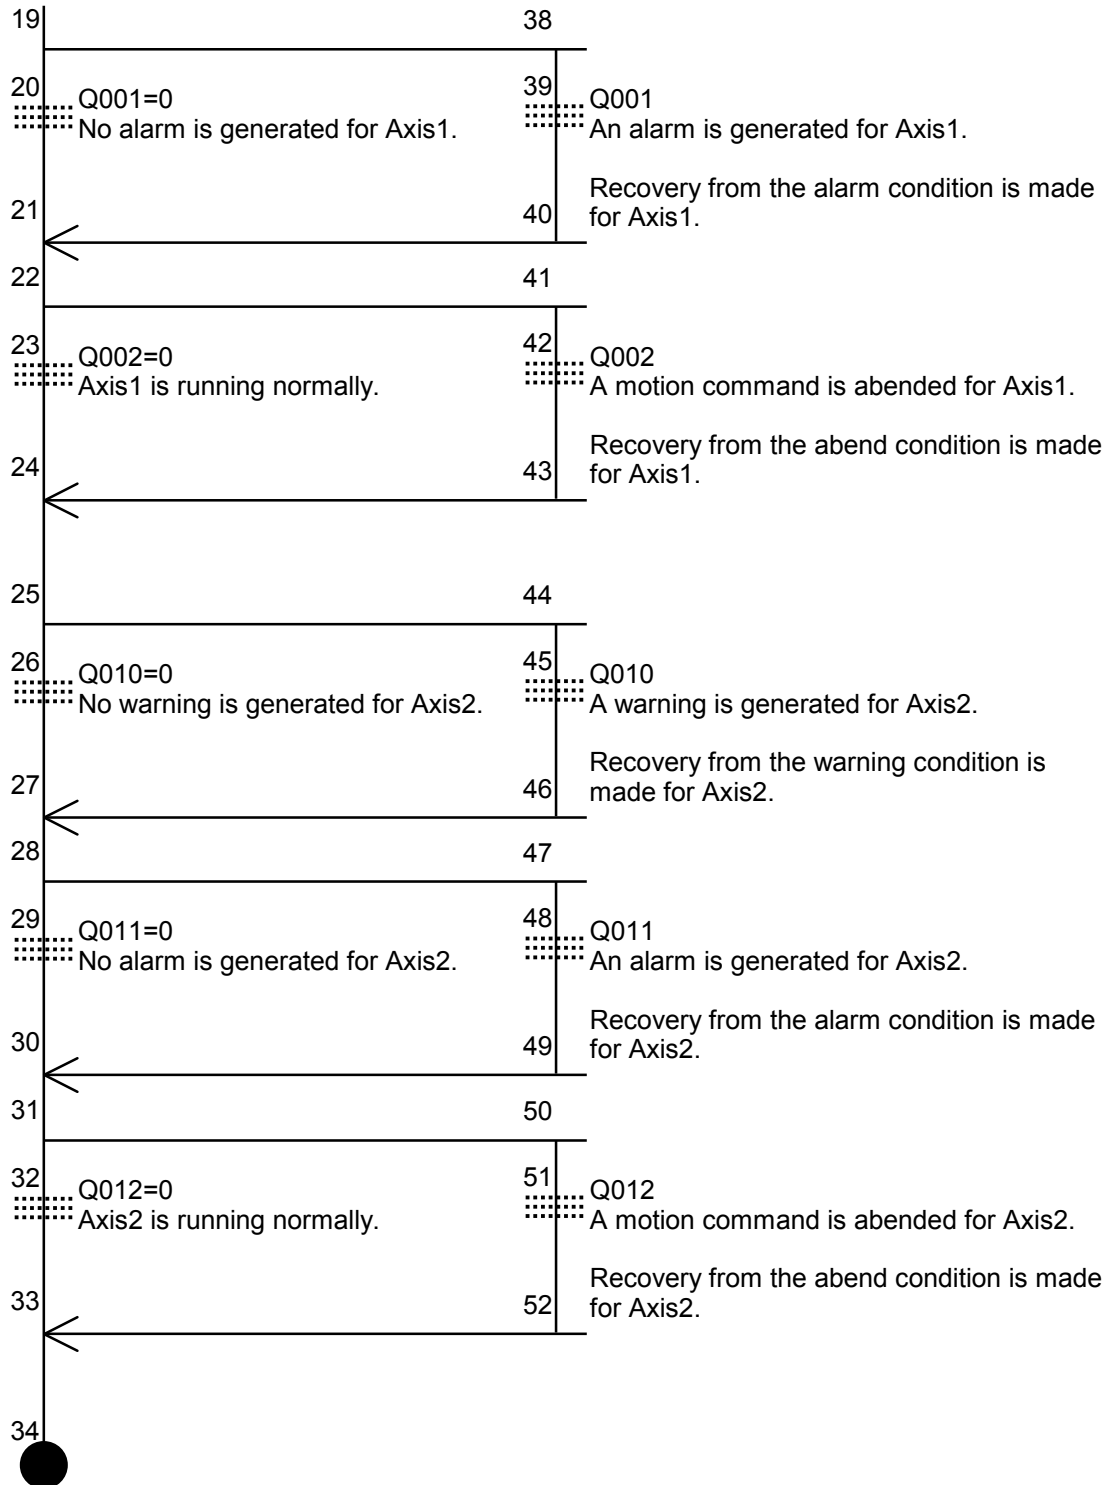 19
38
20
Q001=0
No alarm is generated for Axis1.
39
Q001
An alarm is generated for Axis1.
21
40
Recovery from the alarm condition is made
for Axis1.
22
41
23
Q002=0
Axis1 is running normally.
42
Q002
A motion command is abended for Axis1.
24
43
Recovery from the abend condition is made
for Axis1.
25
44
26
Q010=0
No warning is generated for Axis2.
45
Q010
A warning is generated for Axis2.
27
46
Recovery from the warning condition is
made for Axis2.
28
47
29
Q011=0
No alarm is generated for Axis2.
48
Q011
An alarm is generated for Axis2.
30
49
Recovery from the alarm condition is made
for Axis2.
31
50
32
Q012=0
Axis2 is running normally.
51
Q012
A motion command is abended for Axis2.
33
52
Recovery from the abend condition is made
for Axis2.
34